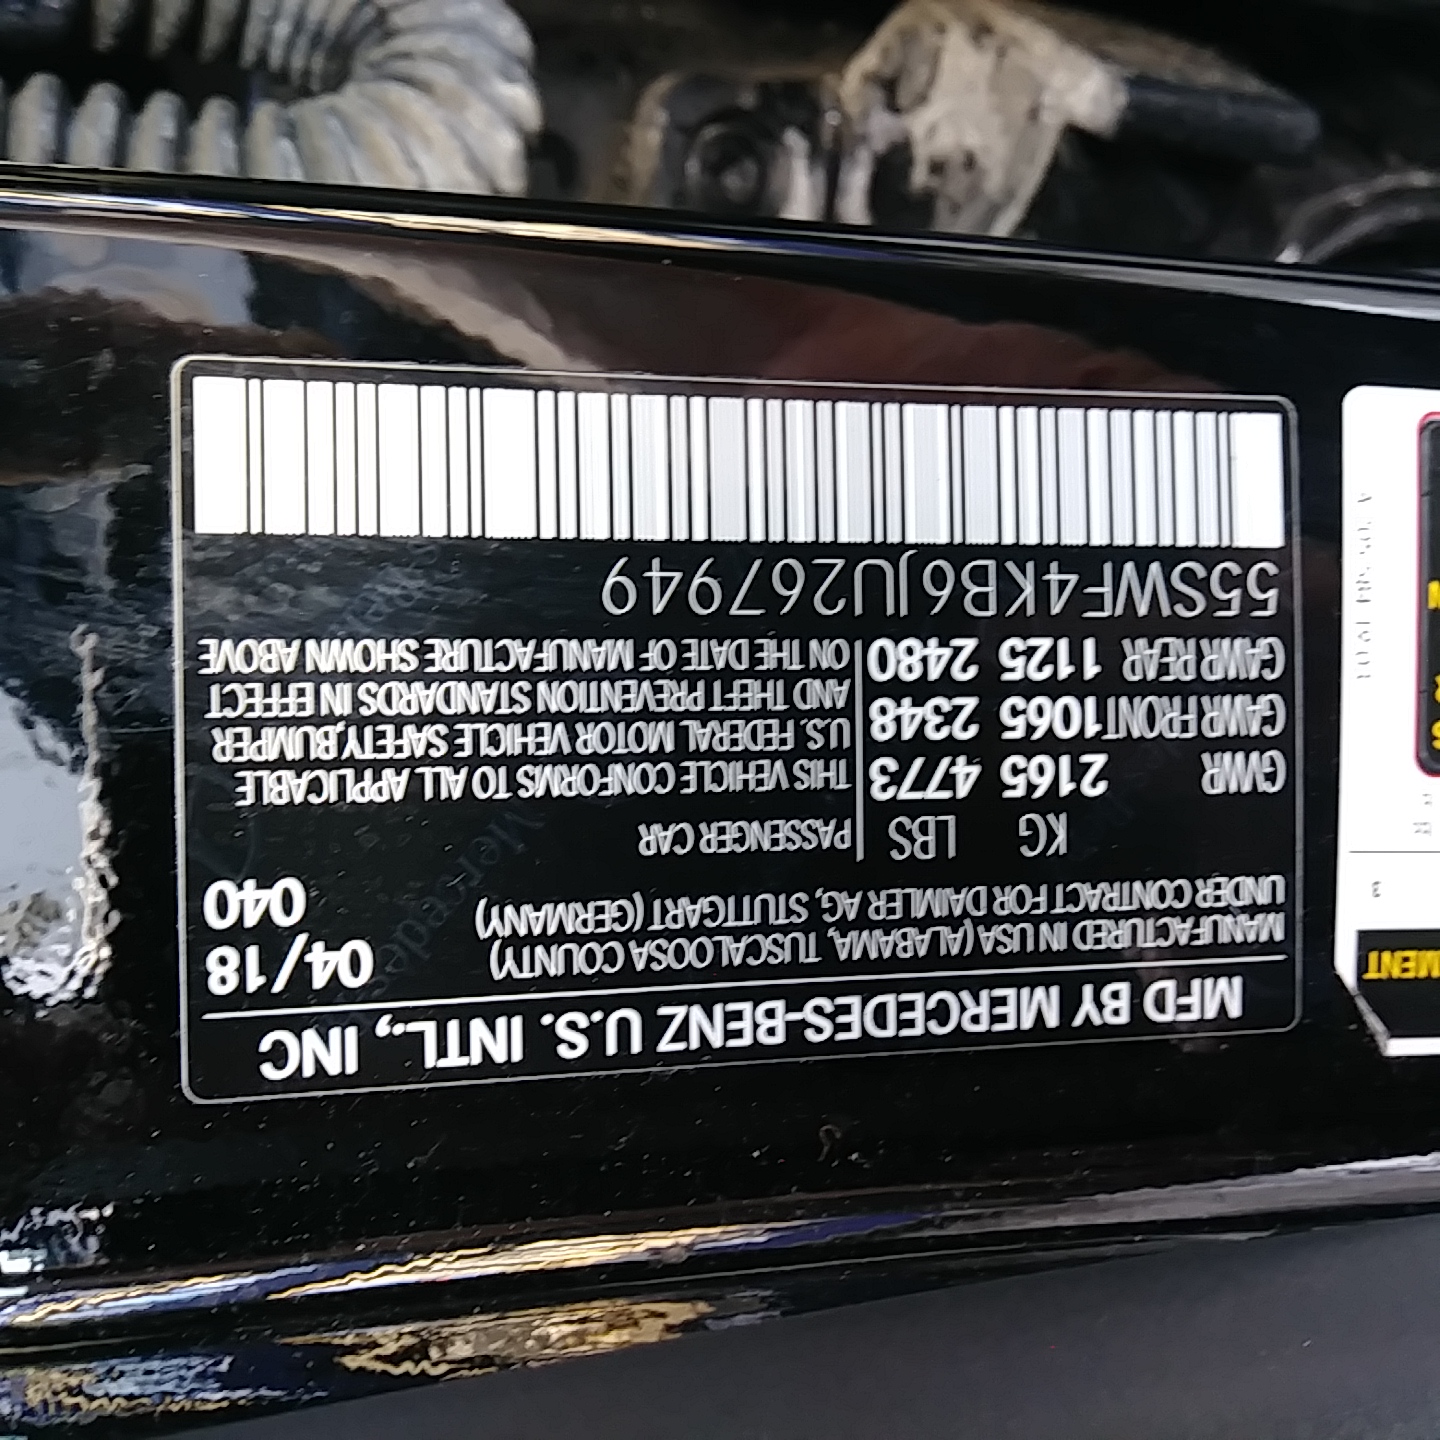 MFD BY MERCEDES-BENZ U.S. INTL., INC
MANUFACTURED IN USA (ALABAMA, TUSCALOOSA COUNTY)
UNDER CONTRACT FOR DAIMLER AG, STUTTGART (GERMANY)
04/18
040
KG LBS
GVWR 2165 4773
GAWR FRONT 1065 2348
GAWR REAR 1125 2480
PASSENGER CAR
THIS VEHICLE CONFORMS TO ALL APPLICABLE
U.S. FEDERAL MOTOR VEHICLE SAFETY, BUMPER,
AND THEFT PREVENTION STANDARDS IN EFFECT
ON THE DATE OF MANUFACTURE SHOWN ABOVE
55SWF4KB6JU267949